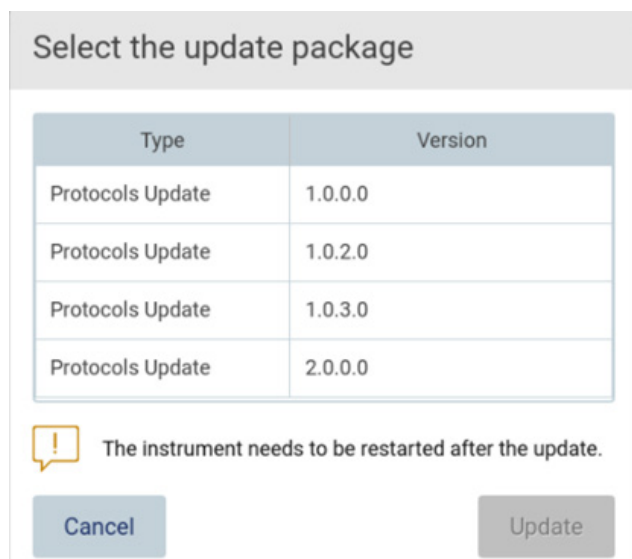 Select the update package
Type Version
Protocols Update 1.0.0.0
Protocols Update 1.0.2.0
Protocols Update 1.0.3.0
Protocols Update 2.0.0.0
! The instrument needs to be restarted after the update.
Cancel Update